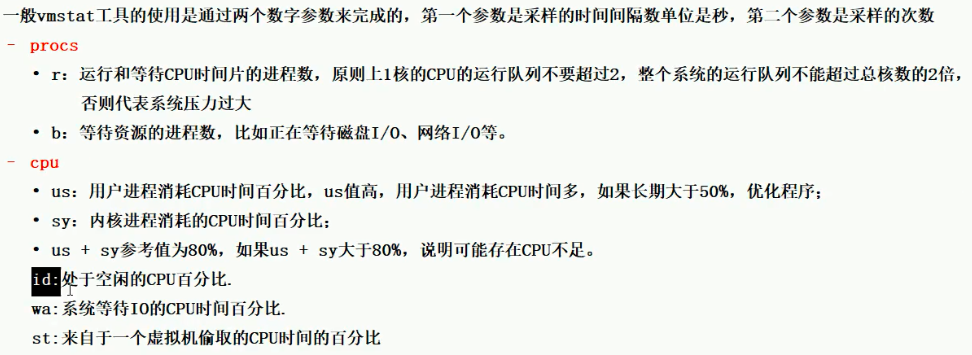 一般vmstat工具的使用是通过两个数字参数来完成的，第一个参数是采样的时间间隔数单位是秒，第二个参数是采样的次数
- procs
• r：运行和等待CPU时间片的进程数，原则上1核的CPU的运行队列不要超过2，整个系统的运行队列不能超过总核数的2倍，
否则代表系统压力过大
• b：等待资源的进程数，比如正在等待磁盘I/O、网络I/O等。
- cpu
• us：用户进程消耗CPU时间百分比，us值高，用户进程消耗CPU时间多，如果长期大于50%，优化程序；
• sy：内核进程消耗的CPU时间百分比；
• us + sy参考值为80%，如果us + sy大于80%，说明可能存在CPU不足。
id:处于空闲的CPU百分比.
wa:系统等待IO的CPU时间百分比.
st:来自于一个虚拟机偷取的CPU时间的百分比